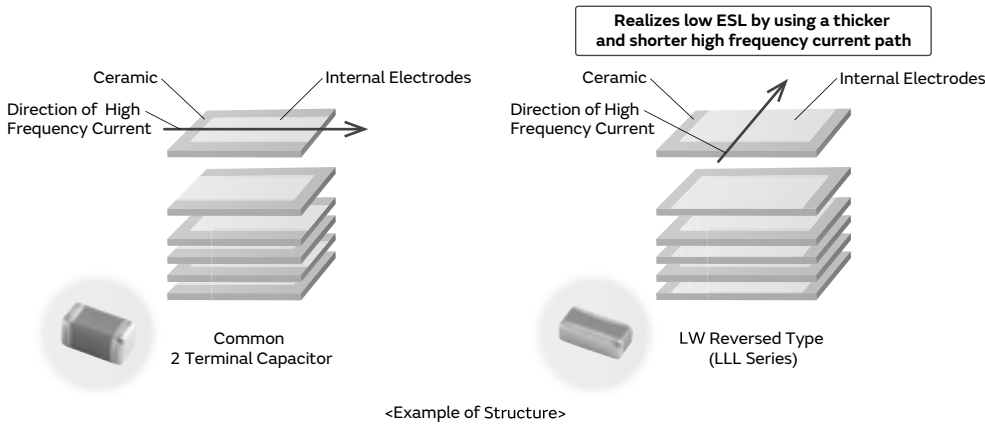 Realizes low ESL by using a thicker
and shorter high frequency current path
Ceramic
Internal Electrodes
Direction of High
Frequency Current
Common
2 Terminal Capacitor
Ceramic
Internal Electrodes
Direction of High
Frequency Current
LW Reversed Type
(LLL Series)
<Example of Structure>